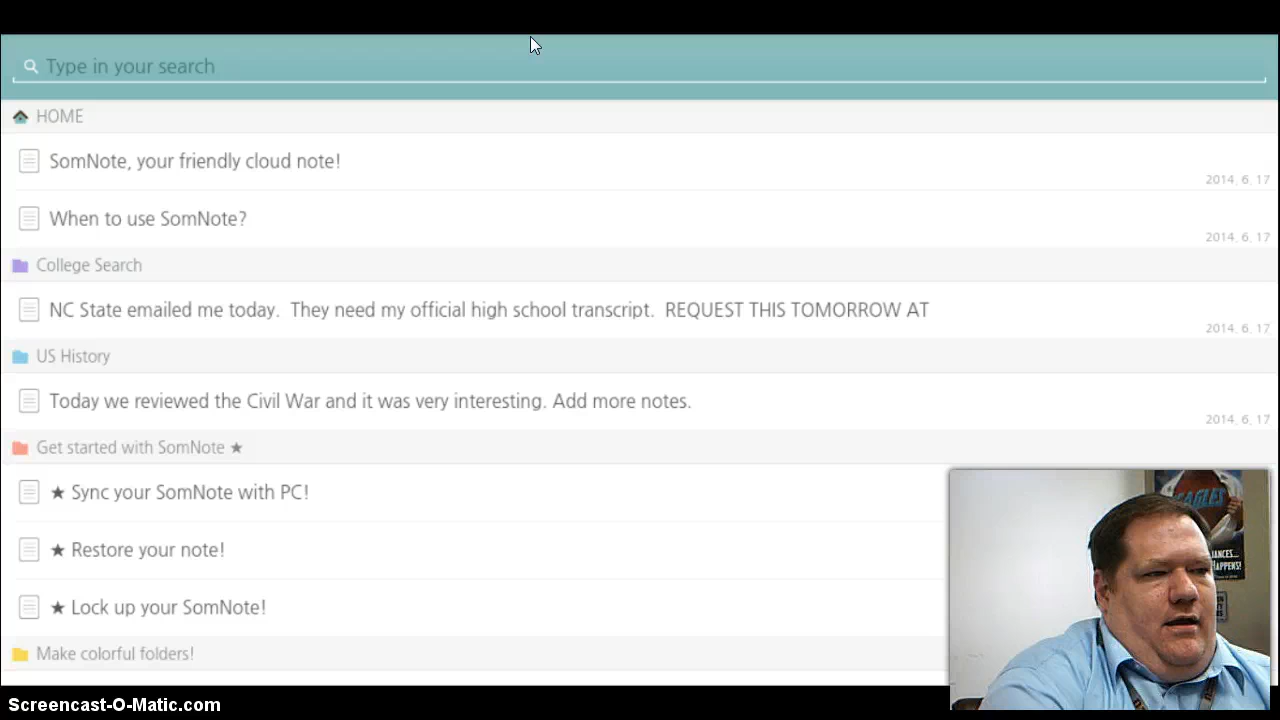 Type in your search
HOME
SomNote, your friendly cloud note!
2014. 6. 17
When to use SomNote?
2014. 6. 17
College Search
NC State emailed me today.  They need my official high school transcript.  REQUEST THIS TOMORROW AT
2014. 6. 17
US History
Today we reviewed the Civil War and it was very interesting. Add more notes.
2014. 6. 17
Get started with SomNote ★
★ Sync your SomNote with PC!
★ Restore your note!
★ Lock up your SomNote!
Make colorful folders!
EAGLES
Screencast-O-Matic.com